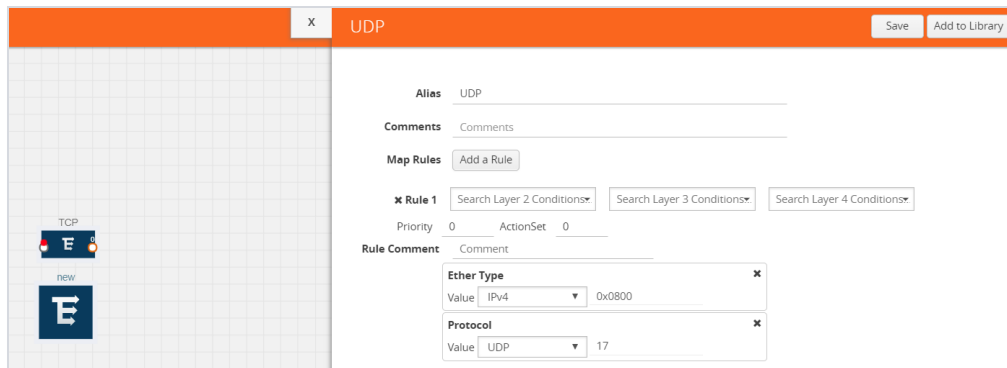 X
UDP
Save
Add to Library
Alias UDP
Comments Comments
Map Rules Add a Rule
✖ Rule 1 Search Layer 2 Conditions Search Layer 3 Conditions Search Layer 4 Conditions
Priority 0 ActionSet 0
Rule Comment Comment
Ether Type ✖
Value IPv4 ▼ 0x0800
Protocol ✖
Value UDP ▼ 17
TCP
0
new